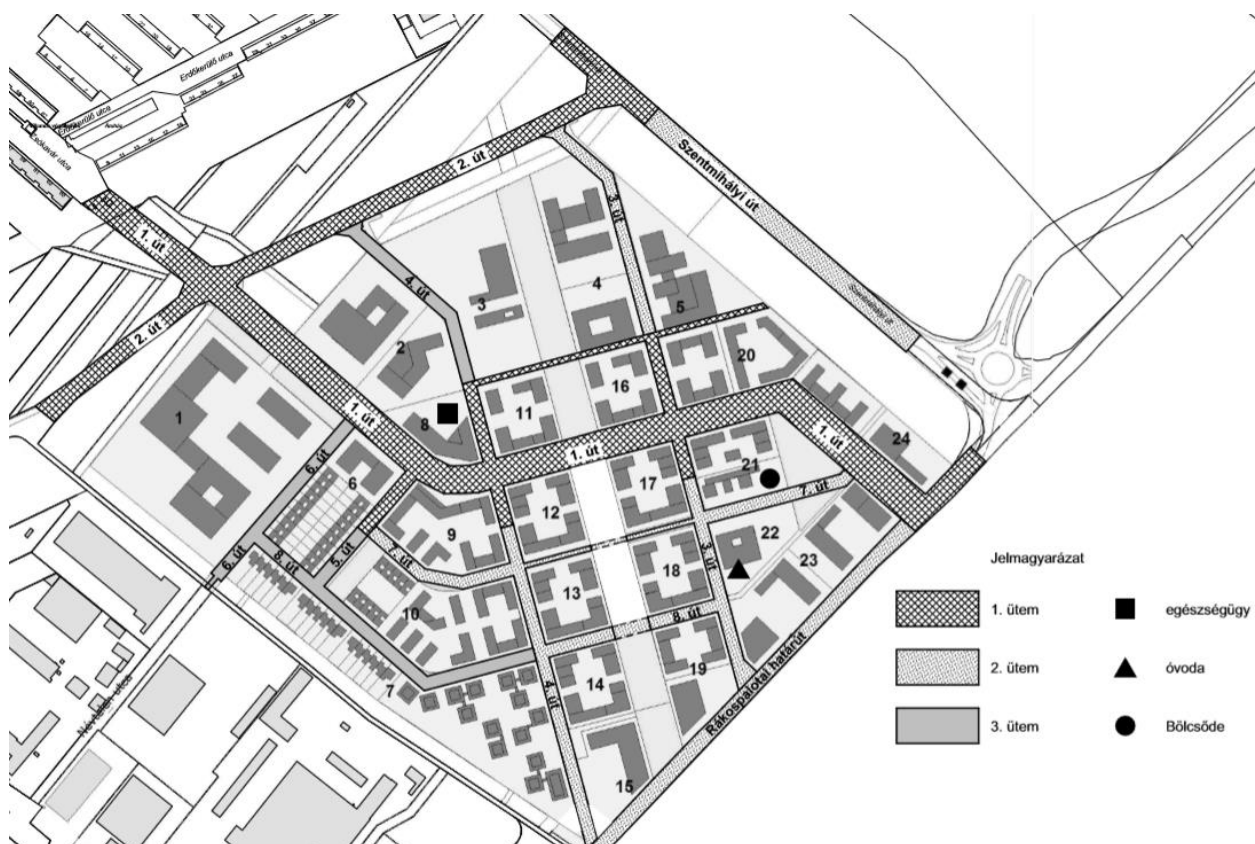 Erdőkerülő utca
Erdőkerülő utca
2. út
Szentmihályi út
3. út
1. út
4. út
4
3
5
Szentmihályi út
2. út
2
20
16
11
1
1. út
8
1. út
1. út
24
6. út
6
21
17
12
7. út
9
5. út
22
7. út
8. út
6. út
3. út
23
18
13
10
Jelmagyarázat
1. ütem
egészségügy
8. út
19
14
7
4. út
2. ütem
óvoda
Rákospalotai határút
Névtelen utca
3. ütem
Bölcsőde
15